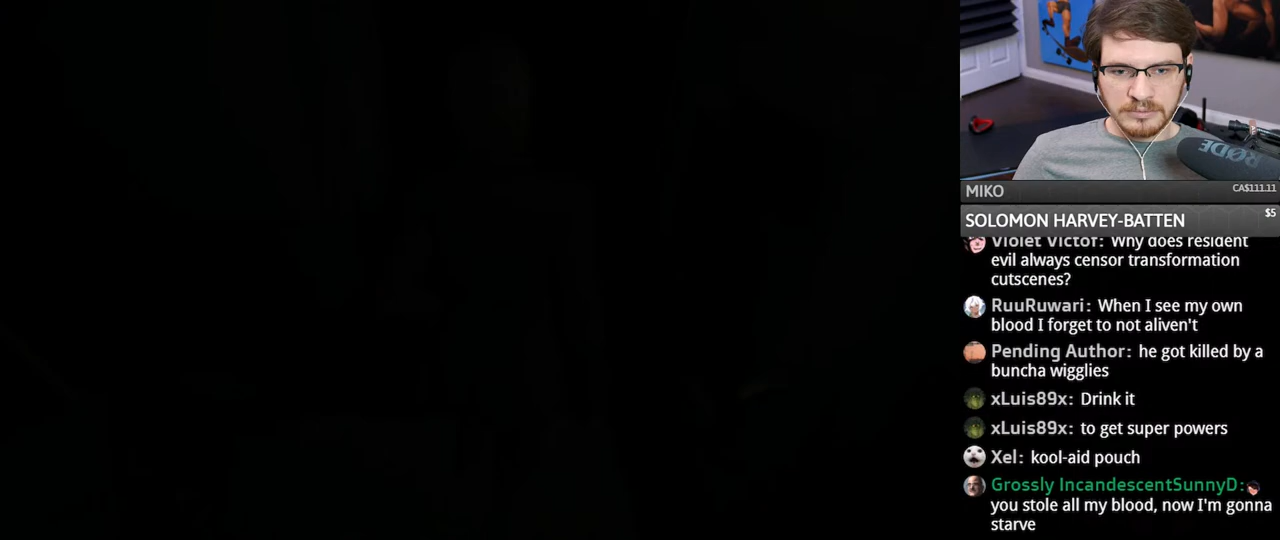 RØDE
MIKO
CA$111.11
SOLOMON HARVEY-BATTEN
$5
Violet Victor: Why does resident
evil always censor transformation
cutscenes?
RuuRuwari: When I see my own
blood I forget to not aliven't
Pending Author: he got killed by a
buncha wigglies
xLuis89x: Drink it
xLuis89x: to get super powers
Xel: kool-aid pouch
Grossly IncandescentSunnyD:
you stole all my blood, now I'm gonna
starve